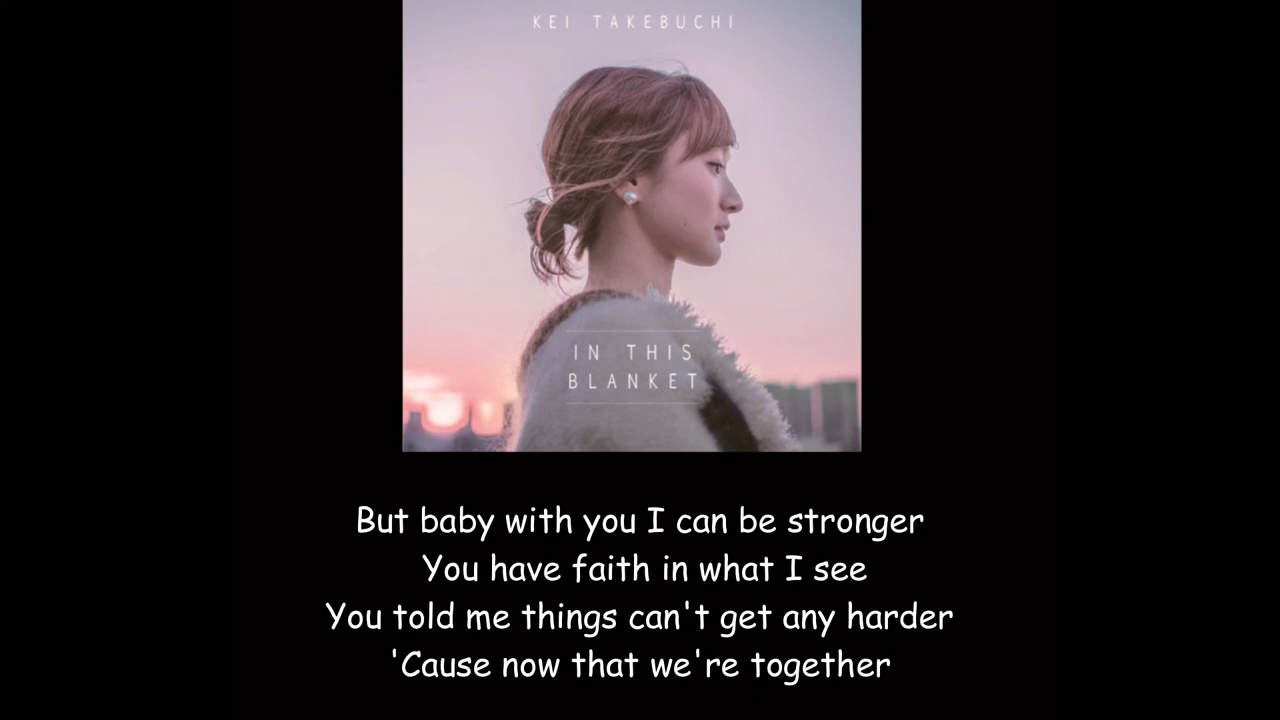 KEI TAKEBUCHI
IN THIS
BLANKET
But baby with you I can be stronger
You have faith in what I see
You told me things can't get any harder
'Cause now that we're together